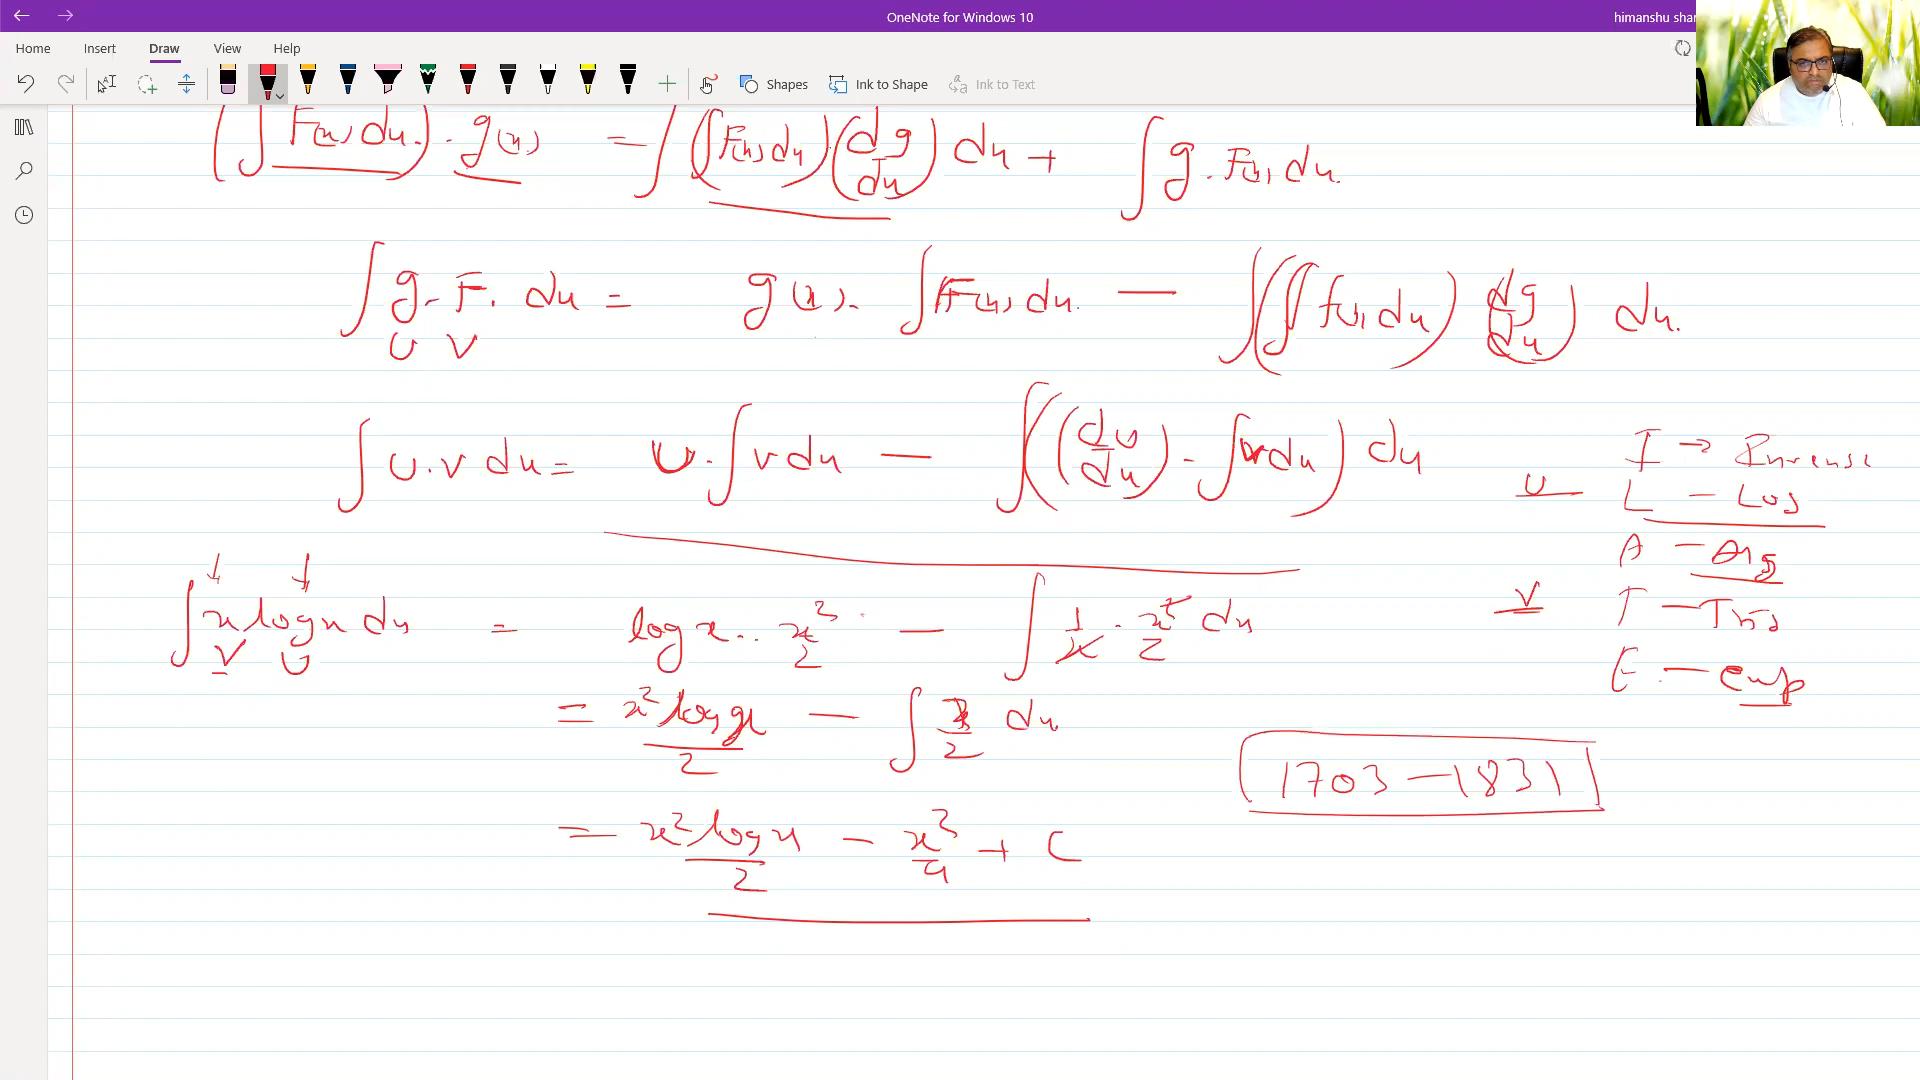 OneNote for Windows 10
himanshu shar
Home Insert Draw View Help
Shapes Ink to Shape Ink to Text
(∫ F(x) dx) · g(x) = ∫ (∫F(x) dx) (dg/dx) dx + ∫ g · F(x) dx.
∫ g · F · dx = g(x) · ∫ F(x) dx. − ∫ ((∫ f(x) dx) dg/dx) dx.
U V
∫ U·V dx = U · ∫ V dx − ∫ ((du/dx) · ∫ v dx) dx
I → Inverse
U L − Log
A − Alg
V T − Trig
E − exp
∫ x log x dx = log x · x²/2 − ∫ 1/x · x²/2 dx
V U
= x² log x/2 − ∫ x/2 dx
= x² log x/2 − x²/4 + C
1703 − 1831